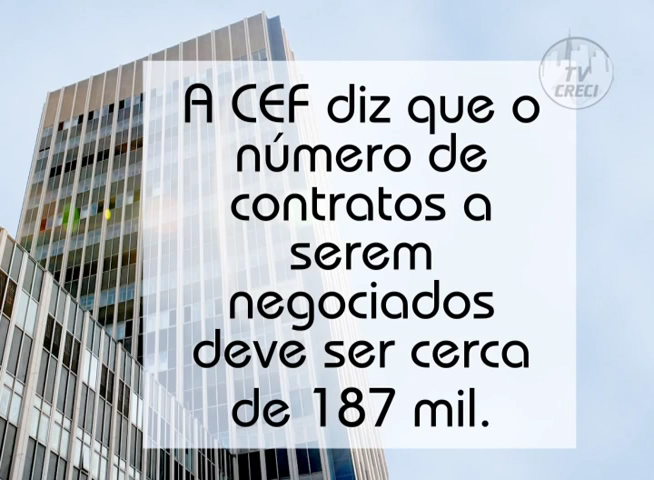 TV
CRECI
A CEF diz que o
número de
contratos a
serem
negociados
deve ser cerca
de 187 mil.